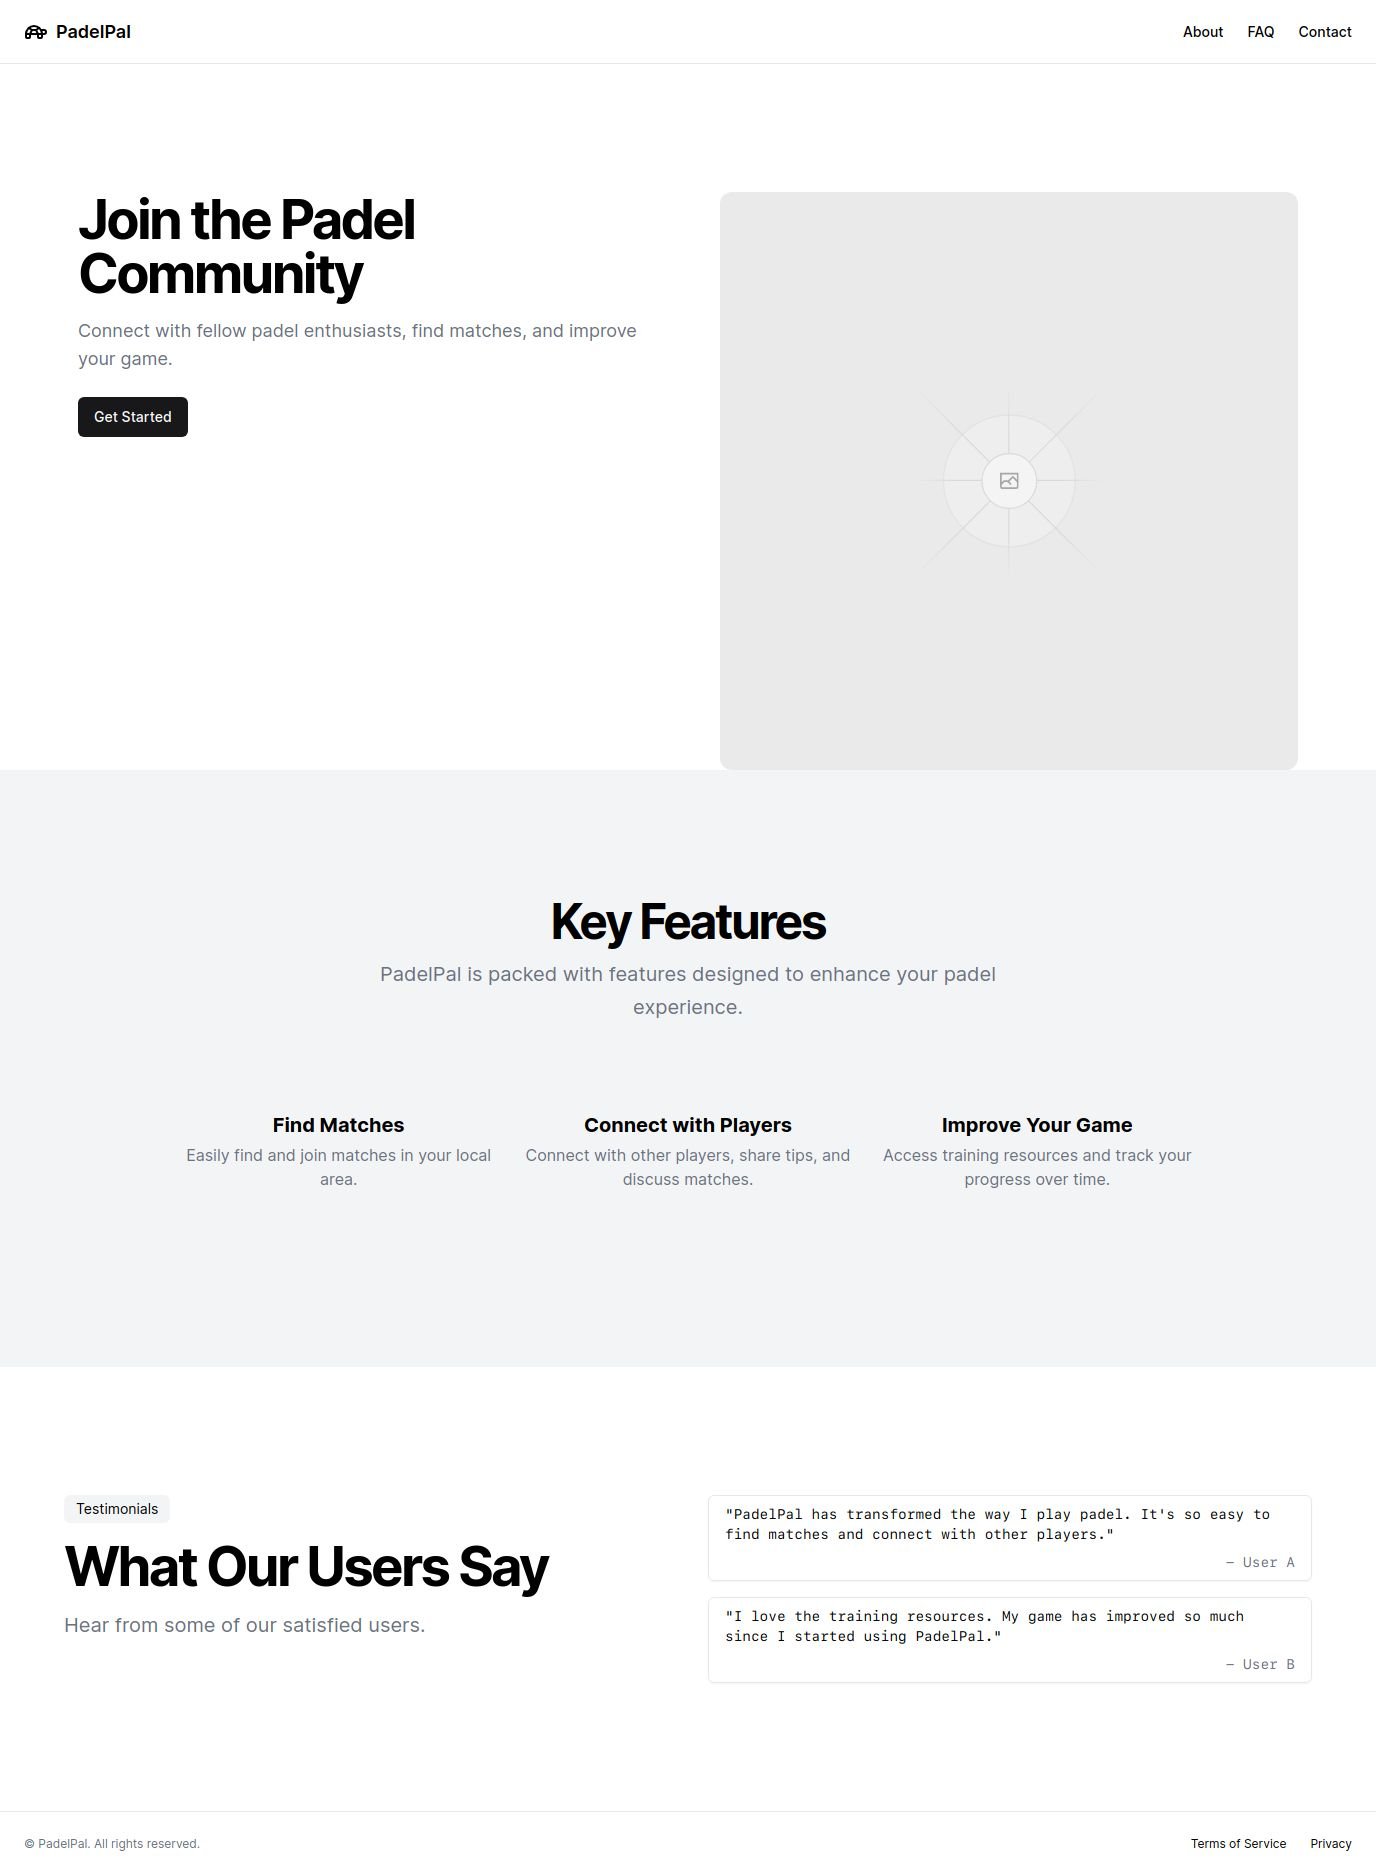 PadelPal
About FAQ Contact
Join the Padel
Community
Connect with fellow padel enthusiasts, find matches, and improve
your game.
Get Started
Key Features
PadelPal is packed with features designed to enhance your padel
experience.
Find Matches
Easily find and join matches in your local
area.
Connect with Players
Connect with other players, share tips, and
discuss matches.
Improve Your Game
Access training resources and track your
progress over time.
Testimonials
What Our Users Say
Hear from some of our satisfied users.
"PadelPal has transformed the way I play padel. It's so easy to
find matches and connect with other players."
— User A
"I love the training resources. My game has improved so much
since I started using PadelPal."
— User B
© PadelPal. All rights reserved.
Terms of Service Privacy